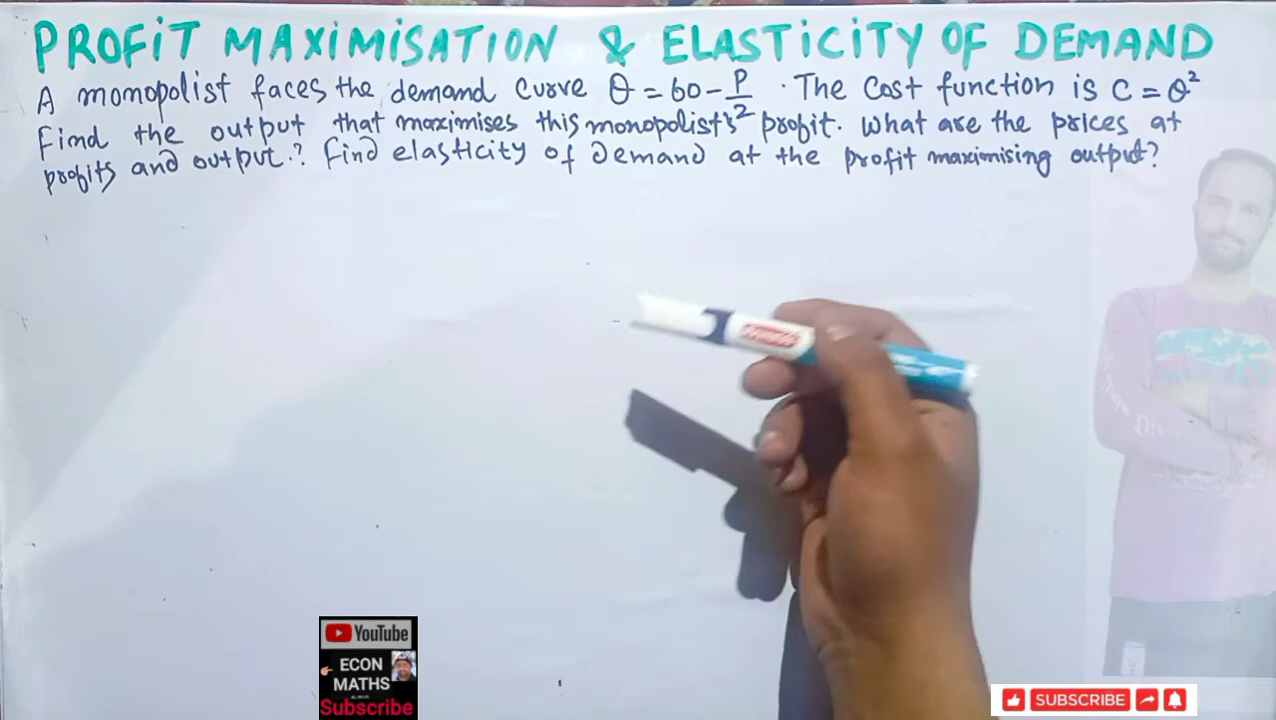 PROFiT MAXiMiSATION & ELASTiCiTY OF DEMAND
A monopolist faces the demand curve Q = 60 - P/2 . The cost function is C = Q²
Find the output that maximises this monopolist's profit. What are the prices at
profits and output.? Find elasticity of Demand at the profit maximising output?
YouTube
ECON
MATHS
Subscribe
SUBSCRIBE